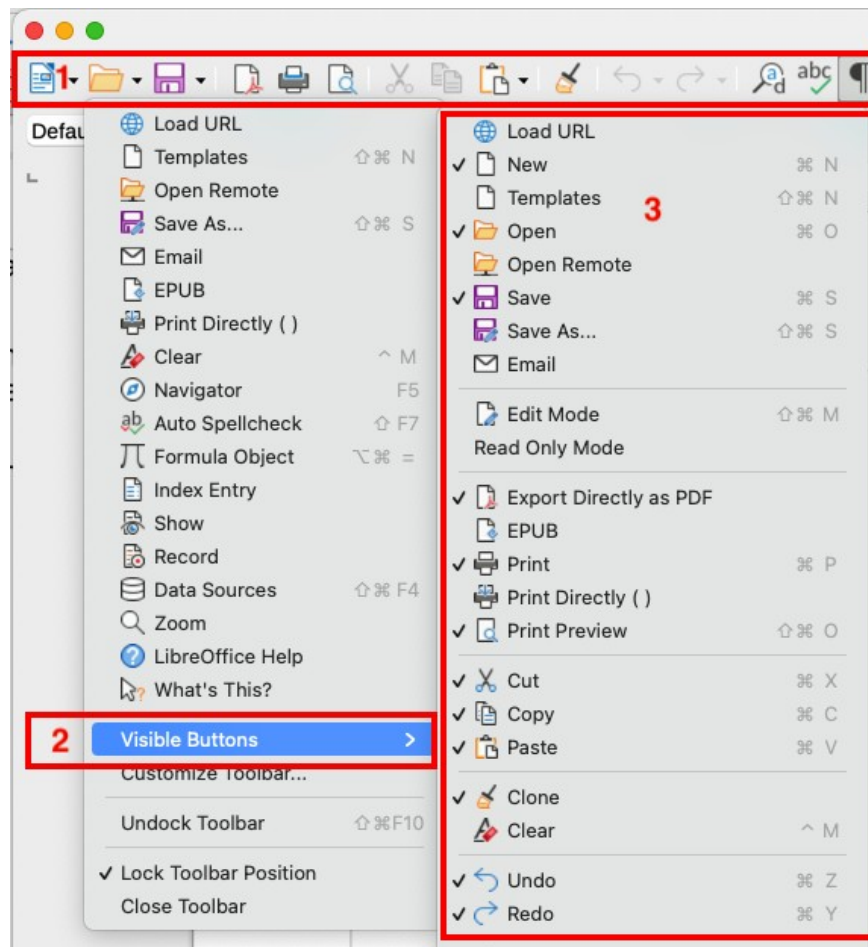 1
abc
Defau
Load URL
Templates ⇧⌘ N
Open Remote
Save As... ⇧⌘ S
Email
EPUB
Print Directly ( )
Clear ^ M
Navigator F5
Auto Spellcheck ⇧ F7
Formula Object ⌥⌘ =
Index Entry
Show
Record
Data Sources ⇧⌘ F4
Zoom
LibreOffice Help
What's This?
2 Visible Buttons >
Customize Toolbar...
Undock Toolbar ⇧⌘F10
✓ Lock Toolbar Position
Close Toolbar
3
Load URL
✓ New ⌘ N
Templates ⇧⌘ N
✓ Open ⌘ O
Open Remote
✓ Save ⌘ S
Save As... ⇧⌘ S
Email
Edit Mode ⇧⌘ M
Read Only Mode
✓ Export Directly as PDF
EPUB
✓ Print ⌘ P
Print Directly ( )
✓ Print Preview ⇧⌘ O
✓ Cut ⌘ X
✓ Copy ⌘ C
✓ Paste ⌘ V
✓ Clone
Clear ^ M
✓ Undo ⌘ Z
✓ Redo ⌘ Y